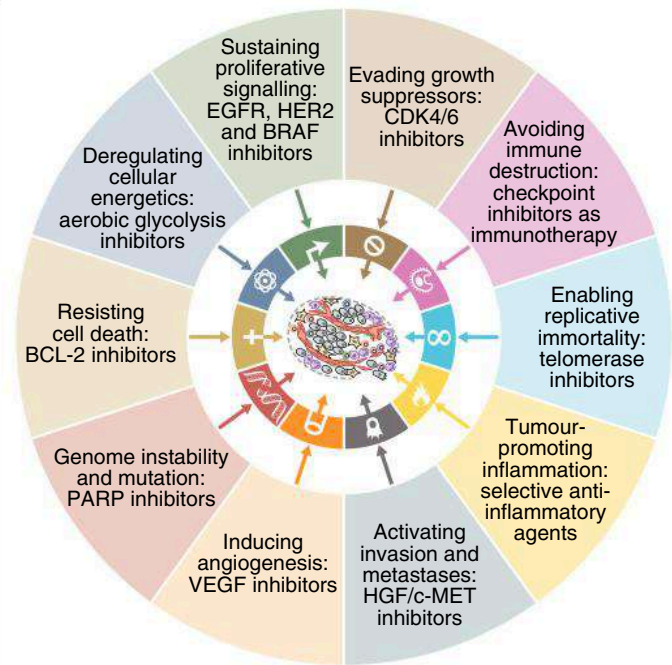 Sustaining
proliferative
signalling:
EGFR, HER2
and BRAF
inhibitors
Evading growth
suppressors:
CDK4/6
inhibitors
Avoiding
immune
destruction:
checkpoint
inhibitors as
immunotherapy
Enabling
replicative
immortality:
telomerase
inhibitors
Tumour-
promoting
inflammation:
selective anti-
inflammatory
agents
Activating
invasion and
metastases:
HGF/c-MET
inhibitors
Inducing
angiogenesis:
VEGF inhibitors
Genome instability
and mutation:
PARP inhibitors
Resisting
cell death:
BCL-2 inhibitors
Deregulating
cellular
energetics:
aerobic glycolysis
inhibitors